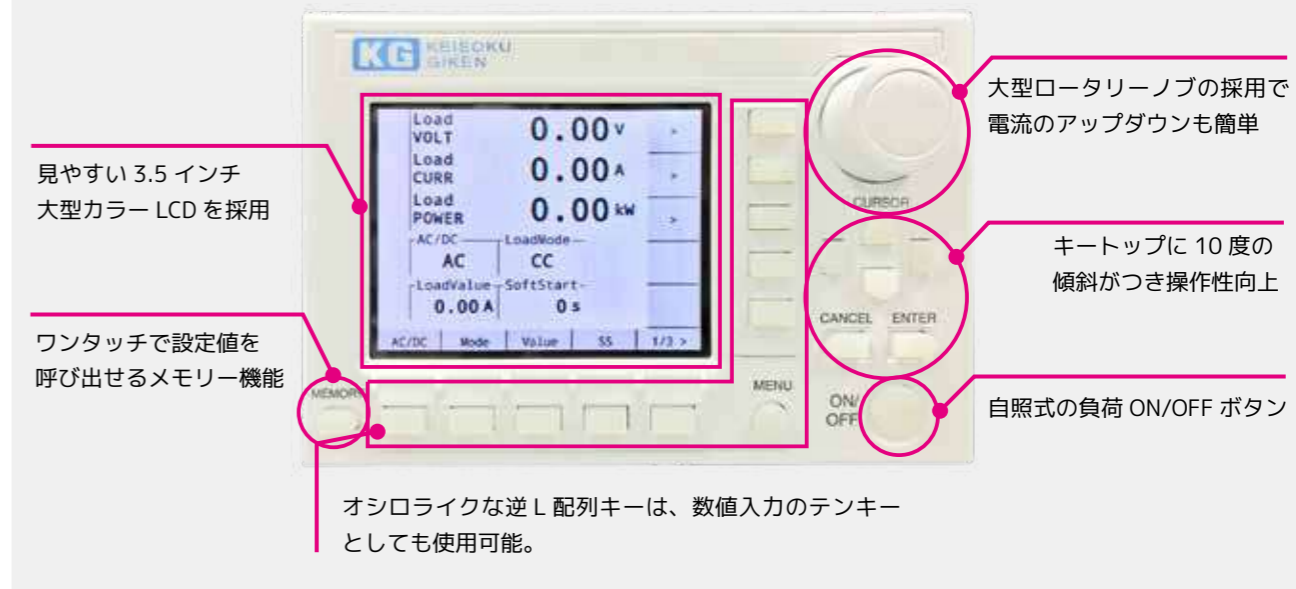 KG KEISOKU
GIKEN
Load
VOLT
0.00 V
>
Load
CURR
0.00 A
>
Load
POWER
0.00 kW
>
AC/DC
LoadMode
AC
CC
LoadValue
SoftStart
0.00 A
0 s
AC/DC
Mode
Value
SS
1/3 >
MEMORY
MENU
CURSOR
CANCEL
ENTER
ON/
OFF
見やすい 3.5 インチ
大型カラー LCD を採用
ワンタッチで設定値を
呼び出せるメモリー機能
大型ロータリーノブの採用で
電流のアップダウンも簡単
キートップに 10 度の
傾斜がつき操作性向上
自照式の負荷 ON/OFF ボタン
オシロライクな逆 L 配列キーは、数値入力のテンキー
としても使用可能。